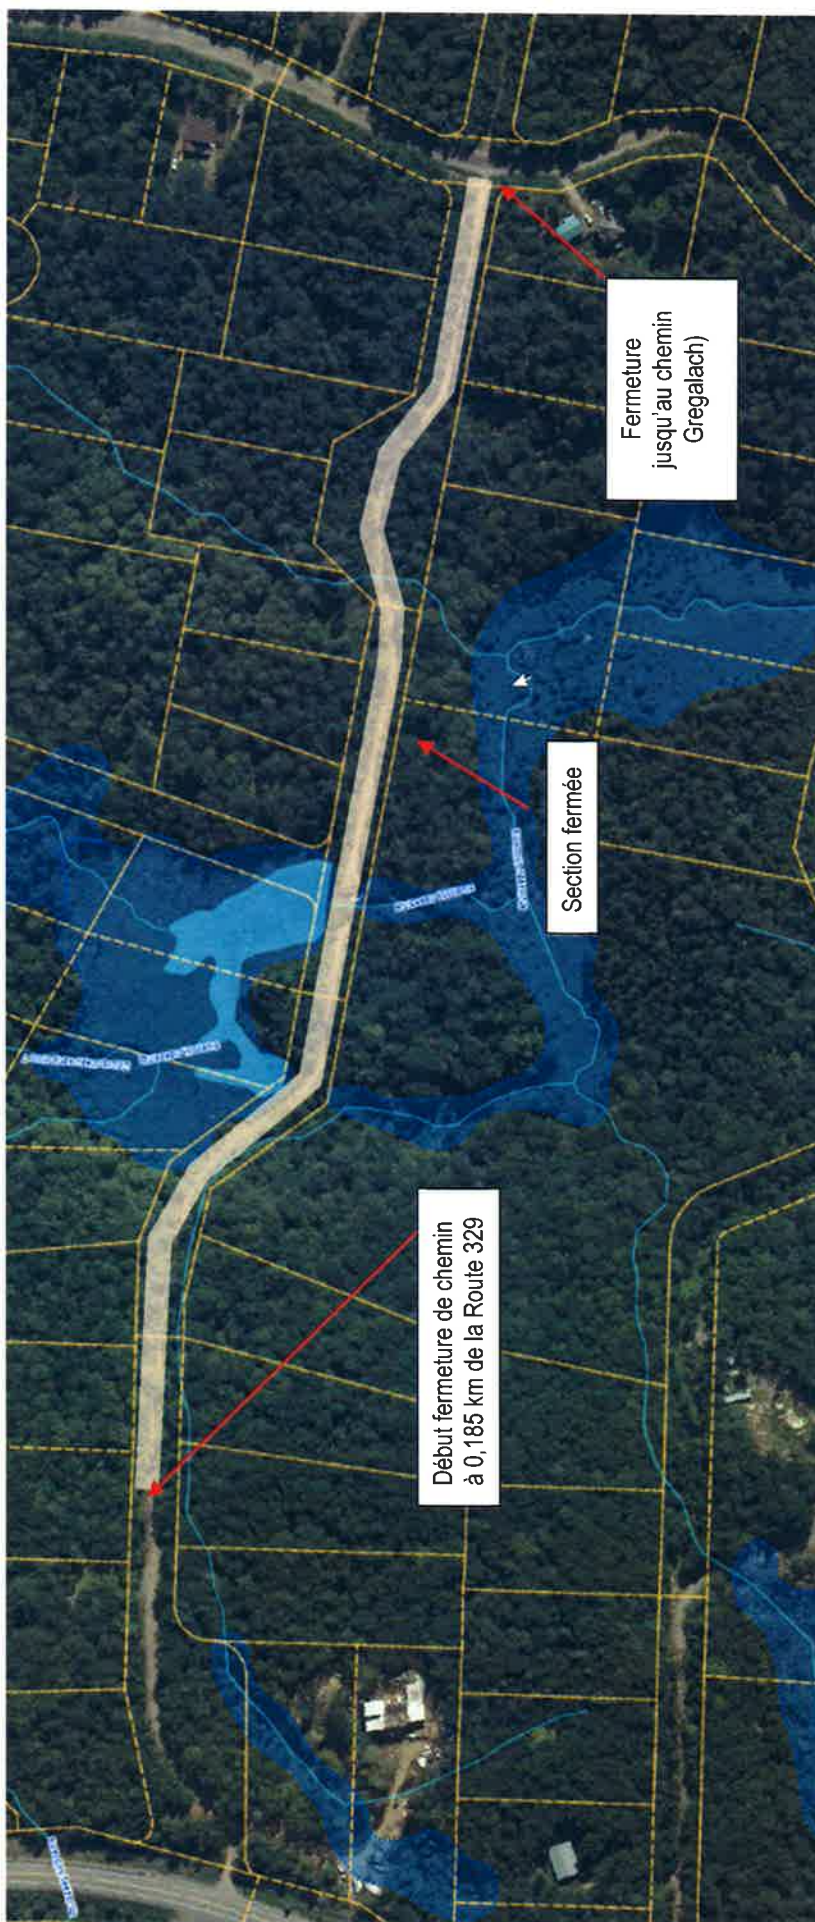 Début fermeture de chemin
à 0,185 km de la Route 329
Section fermée
Fermeture
jusqu'au chemin
Gregalach)